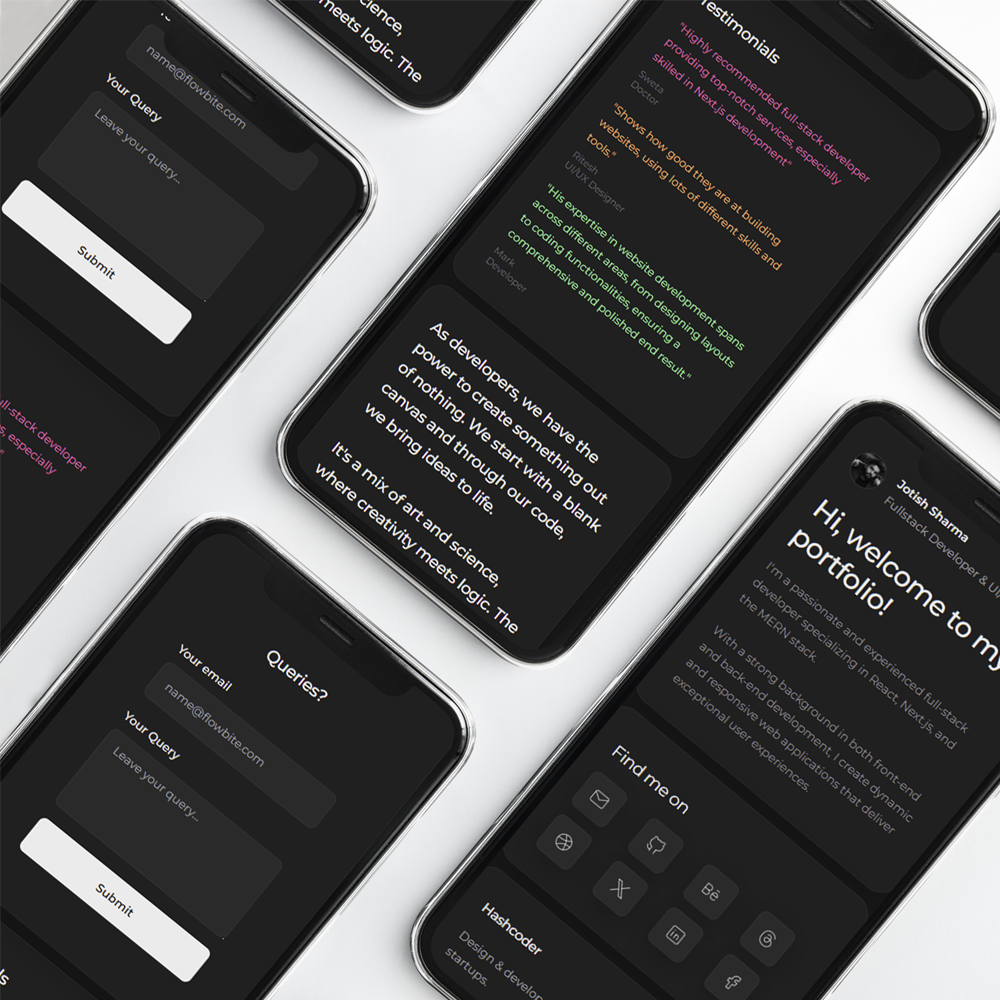 science,
meets logic. The
name@flowbite.com
Your Query
Leave your query..
Submit
ull-stack developer
s, especially
Testimonials
"Highly recommended full-stack developer
providing top-notch services, especially
skilled in Next.js development"
Sweta
Doctor
"Shows how good they are at building
websites, using lots of different skills and
tools."
Ritesh
UI/UX Designer
"His expertise in website development spans
across different areas, from designing layouts
to coding functionalities, ensuring a
comprehensive and polished end result."
Mark
Developer
As developers, we have the
power to create something out
of nothing. We start with a blank
canvas and through our code,
we bring ideas to life.
It's a mix of art and science,
where creativity meets logic. The
Queries?
Your email
name@flowbite.com
Your Query
Leave your query..
Submit
ls
Jotish Sharma
Fullstack Developer & UI/
Hi, welcome to my
portfolio!
I'm a passionate and experienced full-stack
developer specializing in React, Next.js, and
the MERN stack.
With a strong background in both front-end
and back-end development, I create dynamic
and responsive web applications that deliver
exceptional user experiences.
Find me on
Bē
in
Hashcoder
Design & develop
startups.